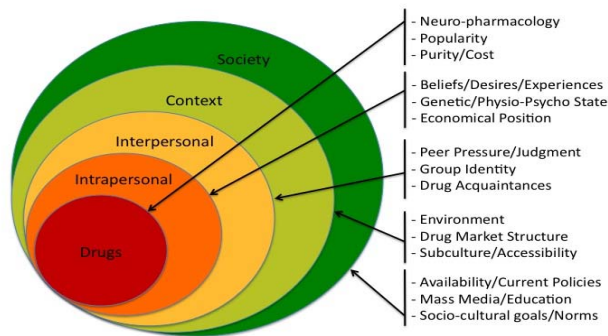 Society
Context
Interpersonal
Intrapersonal
Drugs
- Neuro-pharmacology
- Popularity
- Purity/Cost
- Beliefs/Desires/Experiences
- Genetic/Physio-Psycho State
- Economical Position
- Peer Pressure/Judgment
- Group Identity
- Drug Acquaintances
- Environment
- Drug Market Structure
- Subculture/Accessibility
- Availability/Current Policies
- Mass Media/Education
- Socio-cultural goals/Norms